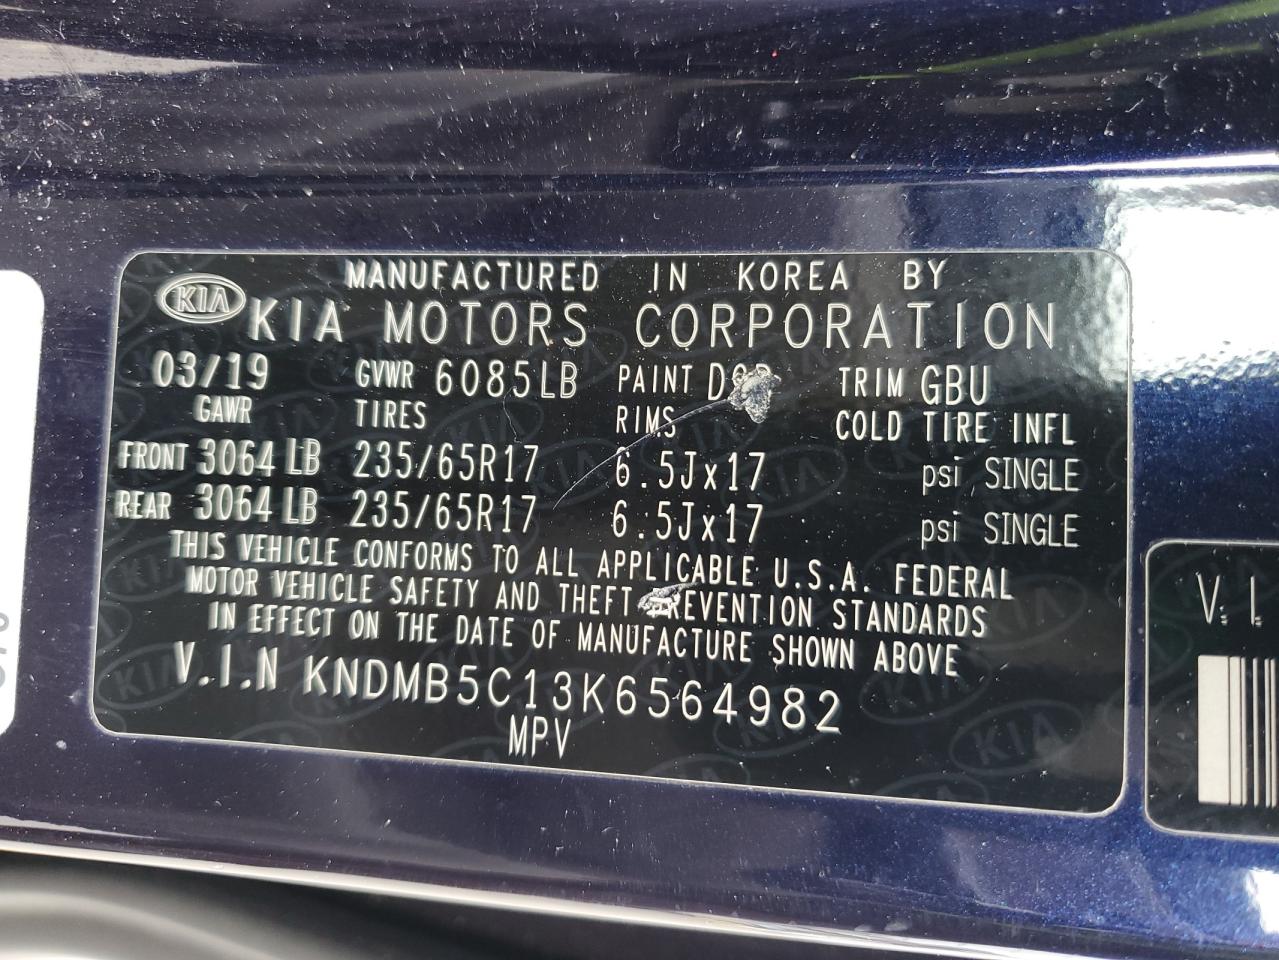 MANUFACTURED IN KOREA BY
KIA KIA MOTORS CORPORATION
03/19 GVWR 6085LB PAINT TRIM GBU
GAWR TIRES RIMS COLD TIRE INFL
FRONT 3064 LB 235/65R17 6.5Jx17 psi SINGLE
REAR 3064 LB 235/65R17 6.5Jx17 psi SINGLE
THIS VEHICLE CONFORMS TO ALL APPLICABLE U.S.A. FEDERAL
MOTOR VEHICLE SAFETY AND THEFT PREVENTION STANDARDS
IN EFFECT ON THE DATE OF MANUFACTURE SHOWN ABOVE
V.I.N KNDMB5C13K6564982
MPV
V.I.